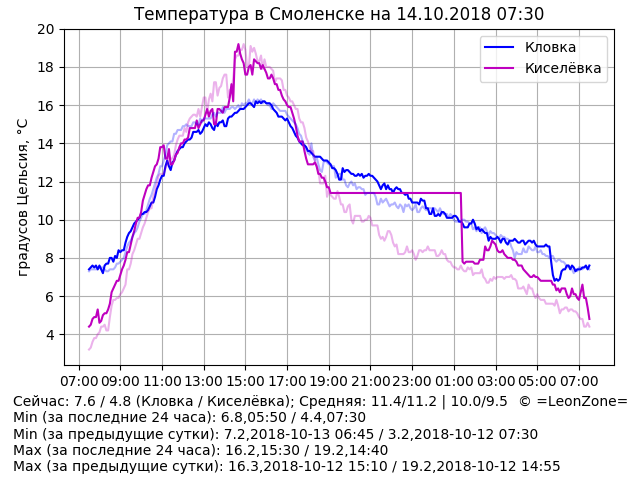 Температура в Смоленске на 14.10.2018 07:30
Кловка
Киселёвка
градусов Цельсия, °C
20
18
16
14
12
10
8
6
4
07:00 09:00 11:00 13:00 15:00 17:00 19:00 21:00 23:00 01:00 03:00 05:00 07:00
Сейчас: 7.6 / 4.8 (Кловка / Киселёвка); Средняя: 11.4/11.2 | 10.0/9.5 © =LeonZone=
Min (за последние 24 часа): 6.8,05:50 / 4.4,07:30
Min (за предыдущие сутки): 7.2,2018-10-13 06:45 / 3.2,2018-10-12 07:30
Max (за последние 24 часа): 16.2,15:30 / 19.2,14:40
Max (за предыдущие сутки): 16.3,2018-10-12 15:10 / 19.2,2018-10-12 14:55